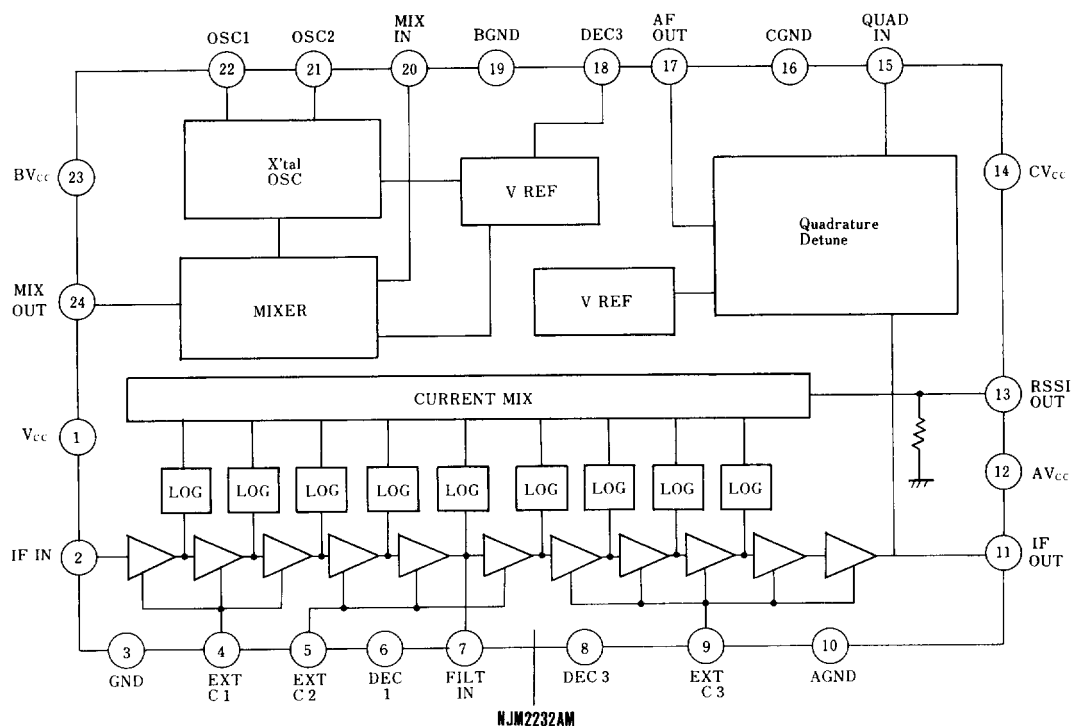 OSC1
OSC2
MIX
IN
BGND
DEC3
AF
OUT
CGND
QUAD
IN
22
21
20
19
18
17
16
15
X'tal
OSC
V REF
Quadrature
Detune
BVcc
23
14
CVcc
MIX
OUT
24
MIXER
V REF
CURRENT MIX
13
RSSI
OUT
Vcc
1
12
AVcc
LOG
LOG
LOG
LOG
LOG
LOG
LOG
LOG
LOG
IF IN
2
11
IF
OUT
3
4
5
6
7
8
9
10
GND
EXT
C1
EXT
C2
DEC
1
FILT
IN
DEC 3
EXT
C3
AGND
NJM2232AM